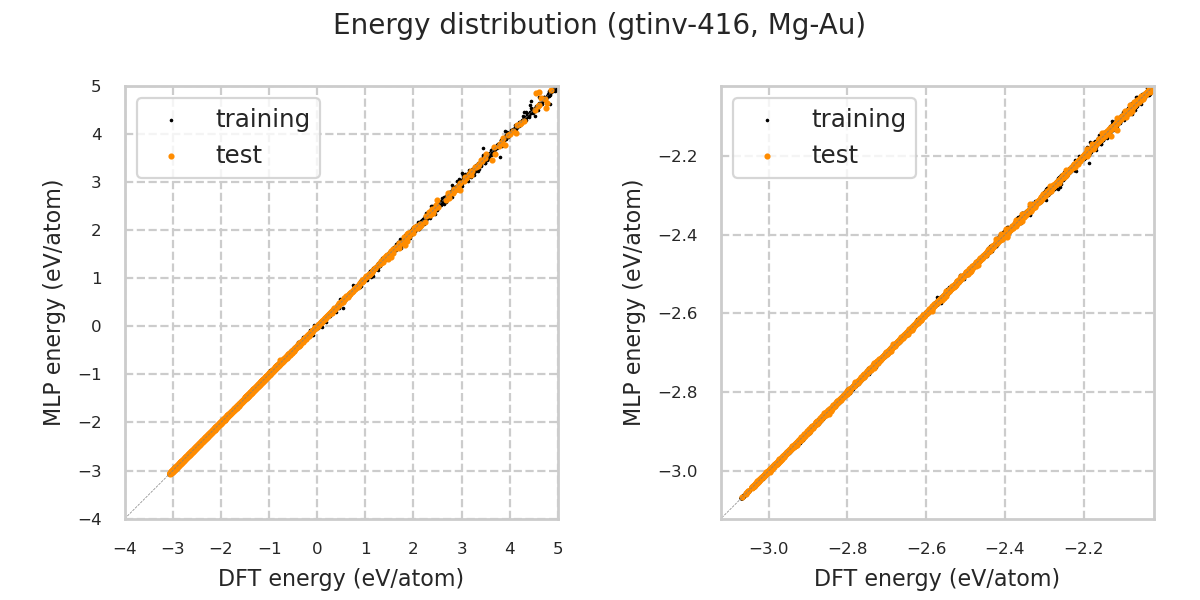 Energy distribution (gtinv-416, Mg-Au)
training
test
5
4
3
2
1
0
−1
−2
−3
−4
MLP energy (eV/atom)
−4 −3 −2 −1 0 1 2 3 4 5
DFT energy (eV/atom)
training
test
−2.2
−2.4
−2.6
−2.8
−3.0
MLP energy (eV/atom)
−3.0 −2.8 −2.6 −2.4 −2.2
DFT energy (eV/atom)